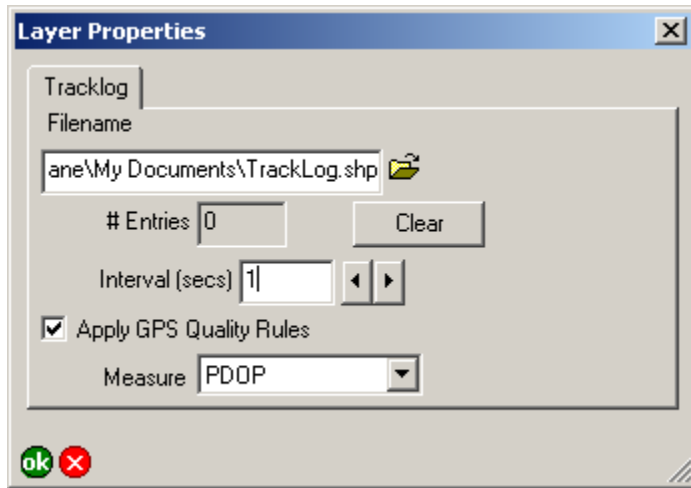 Layer Properties
Tracklog
Filename
ane\My Documents\TrackLog.shp
# Entries 0 Clear
Interval (secs) 1
Apply GPS Quality Rules
Measure PDOP
ok